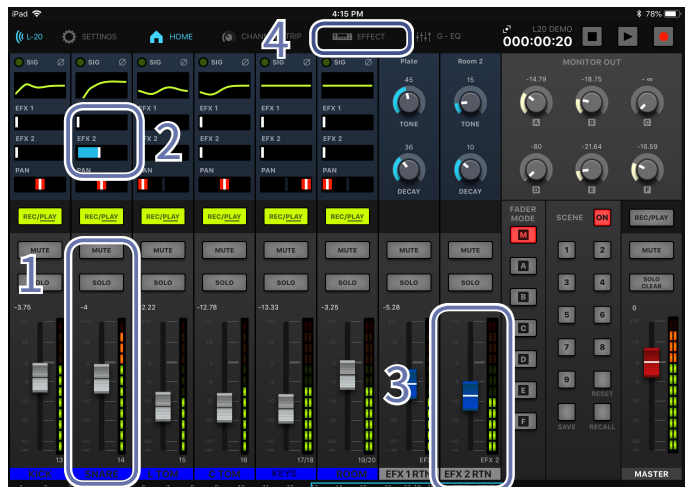 iPad 4:15 PM 78%
L-20 SETTINGS HOME CHANNEL STRIP EFFECT G - EQ L20 DEMO
000:00:20
4
SIG Ø SIG Ø SIG Ø SIG Ø SIG Ø SIG Ø Plate Room 2 MONITOR OUT
45 15 -14.79 -18.75 - ∞
EFX 1 EFX 1 EFX 1 EFX 1 EFX 1 EFX 1
TONE TONE A B C
2
EFX 2 EFX 2 EFX 2 EFX 2 EFX 2 EFX 2
36 10 -80 -21.64 -16.59
PAN PAN PAN PAN PAN PAN
DECAY DECAY D E F
REC/PLAY REC/PLAY REC/PLAY REC/PLAY REC/PLAY REC/PLAY FADER MODE SCENE ON REC/PLAY
M
MUTE MUTE MUTE MUTE MUTE MUTE MUTE MUTE 1 2 MUTE
1
A
SOLO SOLO SOLO SOLO SOLO SOLO SOLO SOLO 3 4 SOLO CLEAR
B
-3.75 -4 -12.78 -13.33 -3.25 -5.28 5 6 0
C
7 8
D
3
9 RESET
E
F SAVE RECALL
13 14 15 16 17/18 19/20 EFX 2
KEYS EFX 1 RTN EFX 2 RTN MASTER